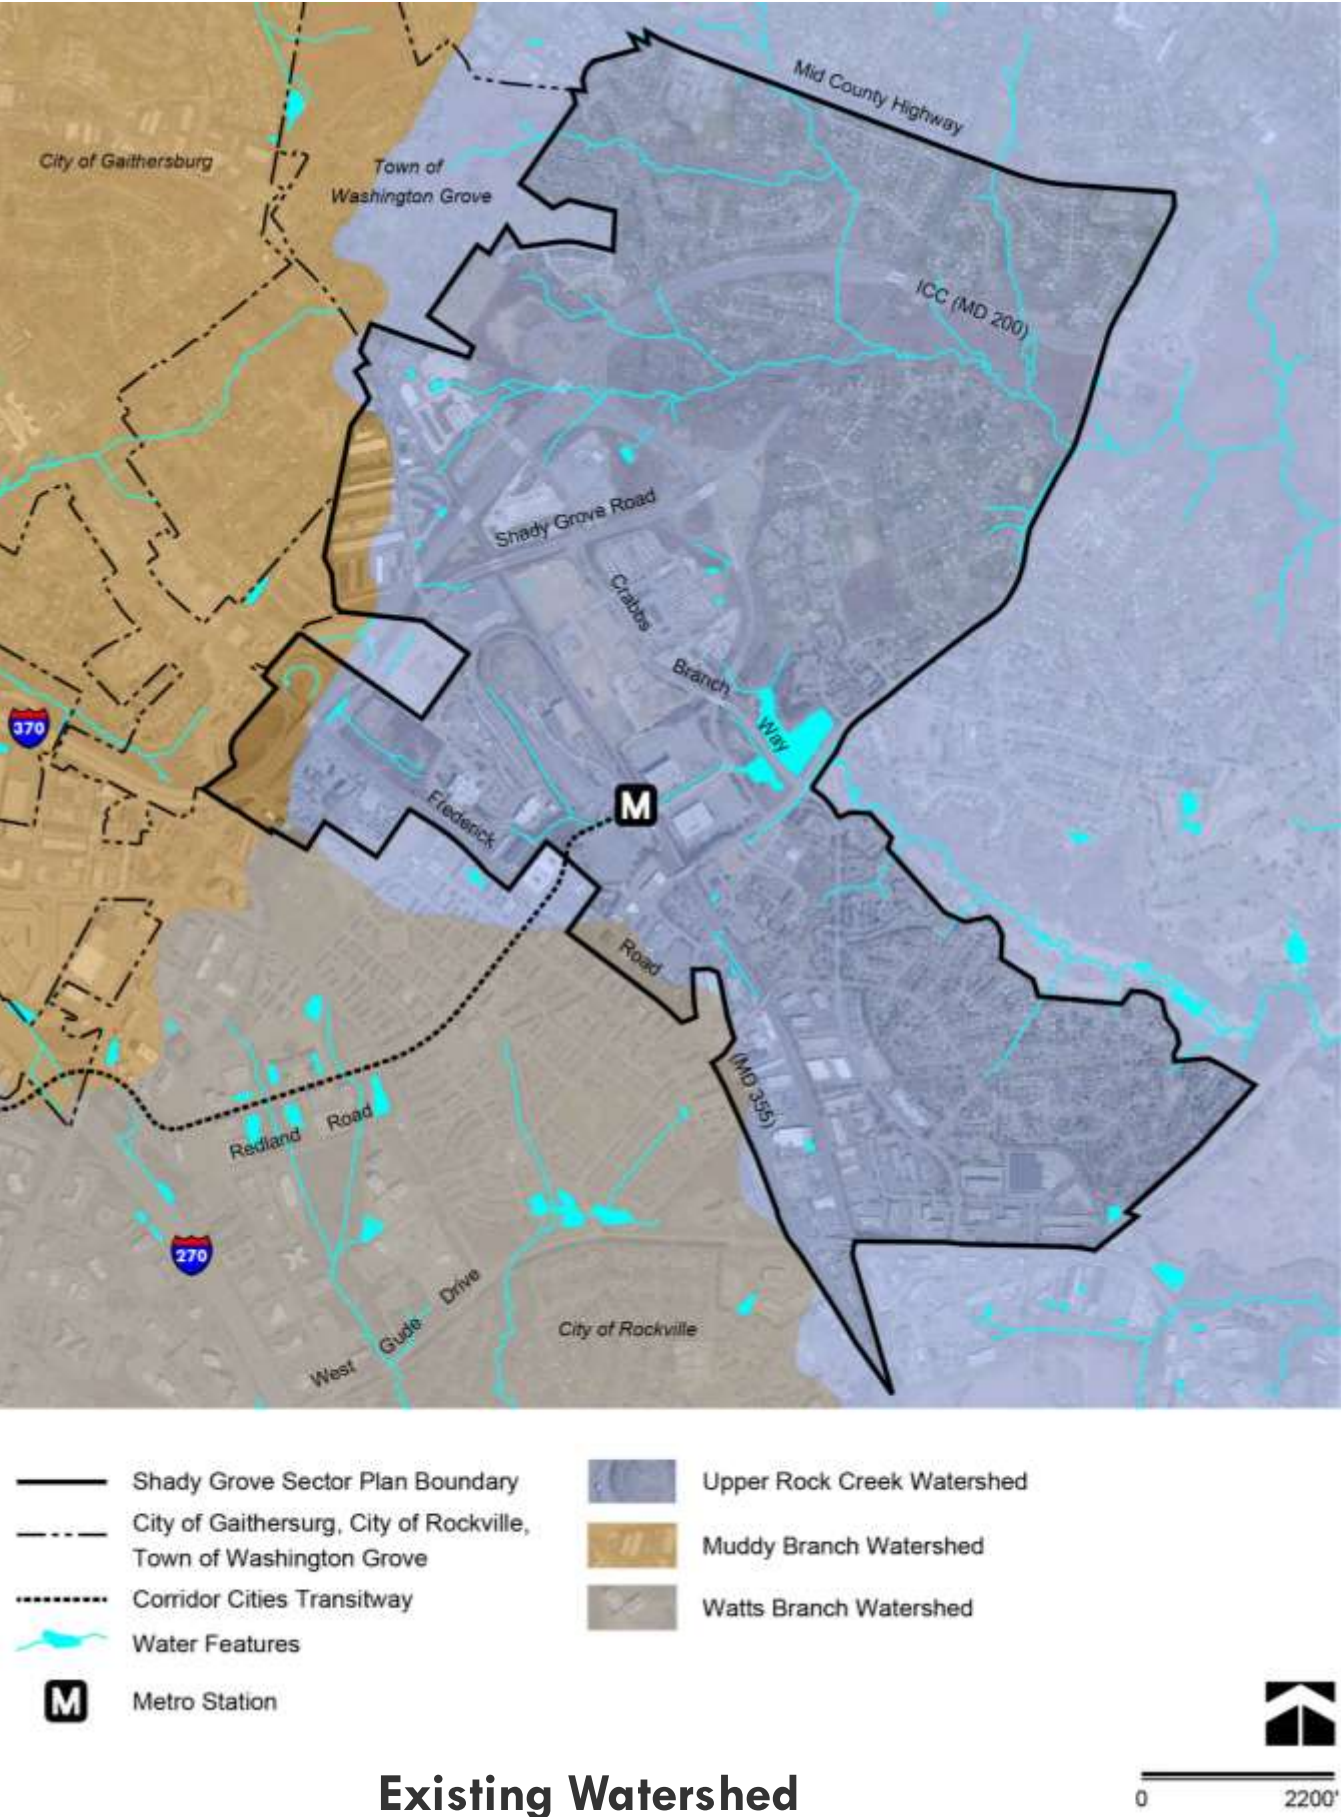 Mid County Highway
City of Gaithersburg
Town of
Washington Grove
ICC (MD 200)
Shady Grove Road
Crabbs
Branch
Way
370
M
Frederick
Road
(MD 355)
Redland Road
270
West Gude Drive
City of Rockville
Shady Grove Sector Plan Boundary
City of Gaithersurg, City of Rockville,
Town of Washington Grove
Corridor Cities Transitway
Water Features
M
Metro Station
Upper Rock Creek Watershed
Muddy Branch Watershed
Watts Branch Watershed
0 2200'
Existing Watershed